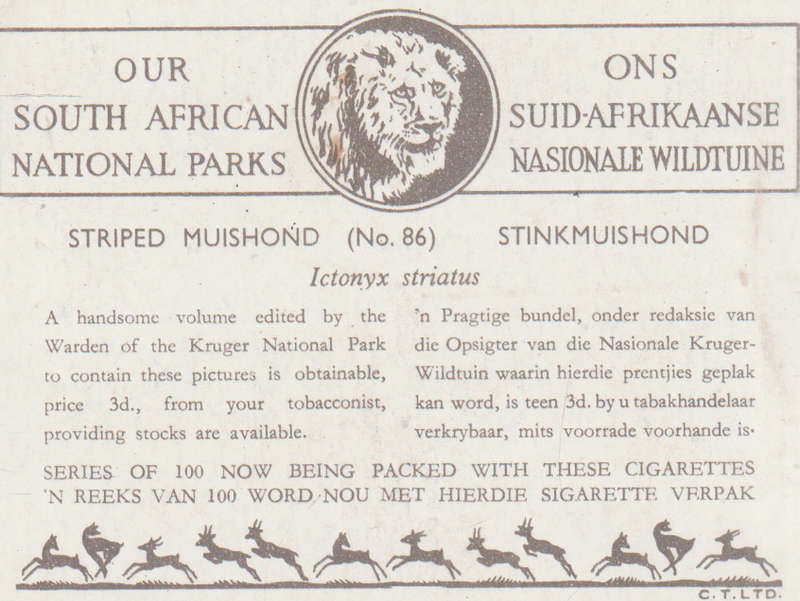 OUR
SOUTH AFRICAN
NATIONAL PARKS
ONS
SUID-AFRIKAANSE
NASIONALE WILDTUINE
STRIPED MUISHOND (No. 86) STINKMUISHOND
Ictonyx striatus
A handsome volume edited by the
Warden of the Kruger National Park
to contain these pictures is obtainable,
price 3d., from your tobacconist,
providing stocks are available.
'n Pragtige bundel, onder redaksie van
die Opsigter van die Nasionale Kruger-
Wildtuin waarin hierdie prentjies geplak
kan word, is teen 3d. by u tabakhandelaar
verkrybaar, mits voorrade voorhande is.
SERIES OF 100 NOW BEING PACKED WITH THESE CIGARETTES
'N REEKS VAN 100 WORD NOU MET HIERDIE SIGARETTE VERPAK
C.T.LTD.